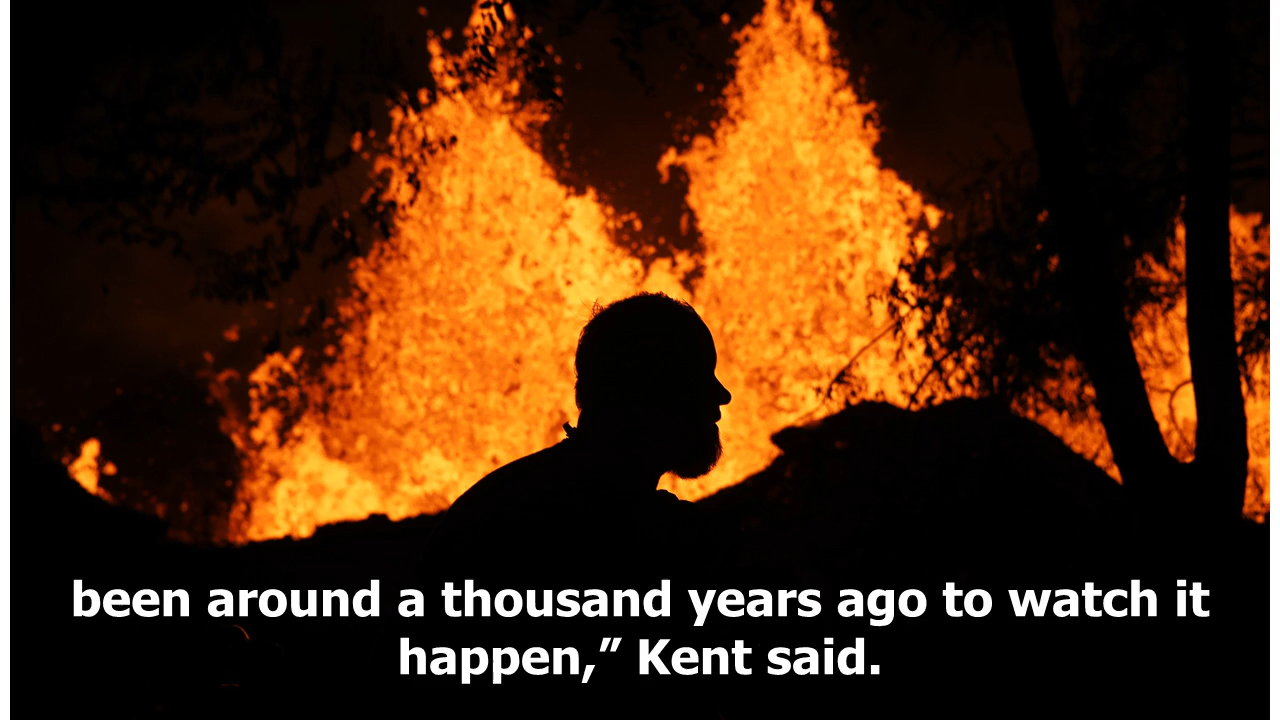 been around a thousand years ago to watch it
happen,” Kent said.